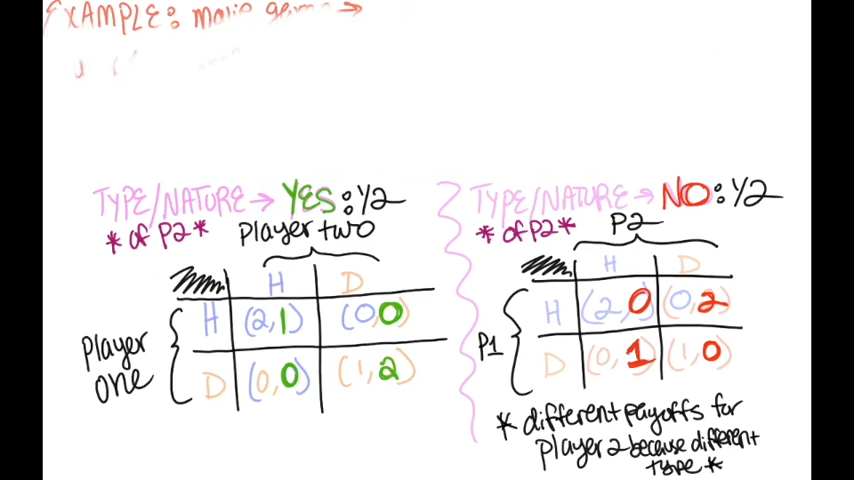 EXAMPLE: movie game →
TYPE/NATURE → YES : 1/2
* of P2 *
Player two
H D
Player one
H (2,1) (0,0)
D (0,0) (1,2)
TYPE/NATURE → NO : 1/2
* of P2 *
P2
H D
P1
H (2,0) (0,2)
D (0,1) (1,0)
* different payoffs for
player 2 because different
type *